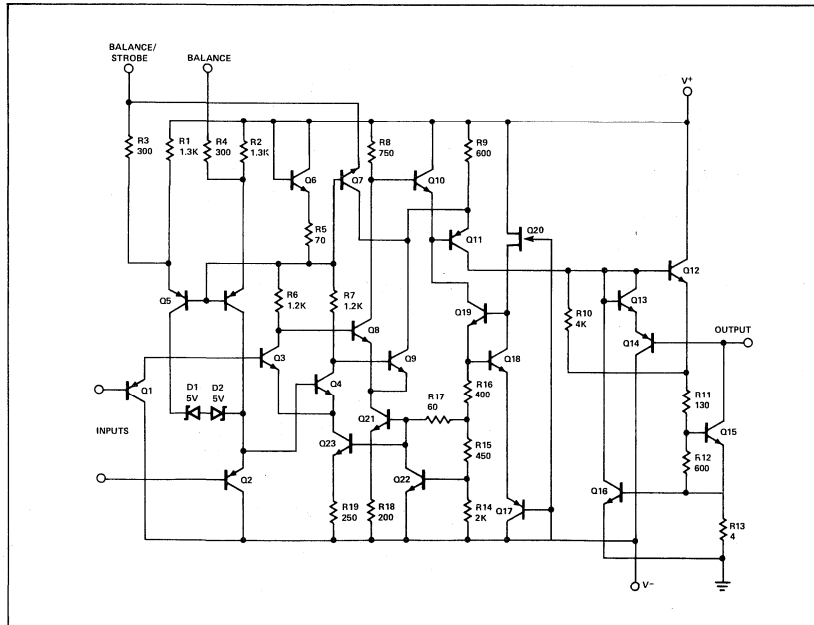 BALANCE/
STROBE
BALANCE
V+
R3
300
R1
1.3K
R4
300
R2
1.3K
Q6
Q7
R8
750
Q10
R9
600
R5
70
Q20
Q11
Q5
Q12
R6
1.2K
R7
1.2K
Q8
Q19
R10
4K
Q13
Q14
OUTPUT
Q3
Q9
Q18
Q1
Q4
R16
400
R11
130
D1
5V
D2
5V
R17
60
Q21
Q15
INPUTS
Q23
R15
450
R12
600
Q2
Q22
Q16
R19
250
R18
200
R14
2K
Q17
R13
4
V-